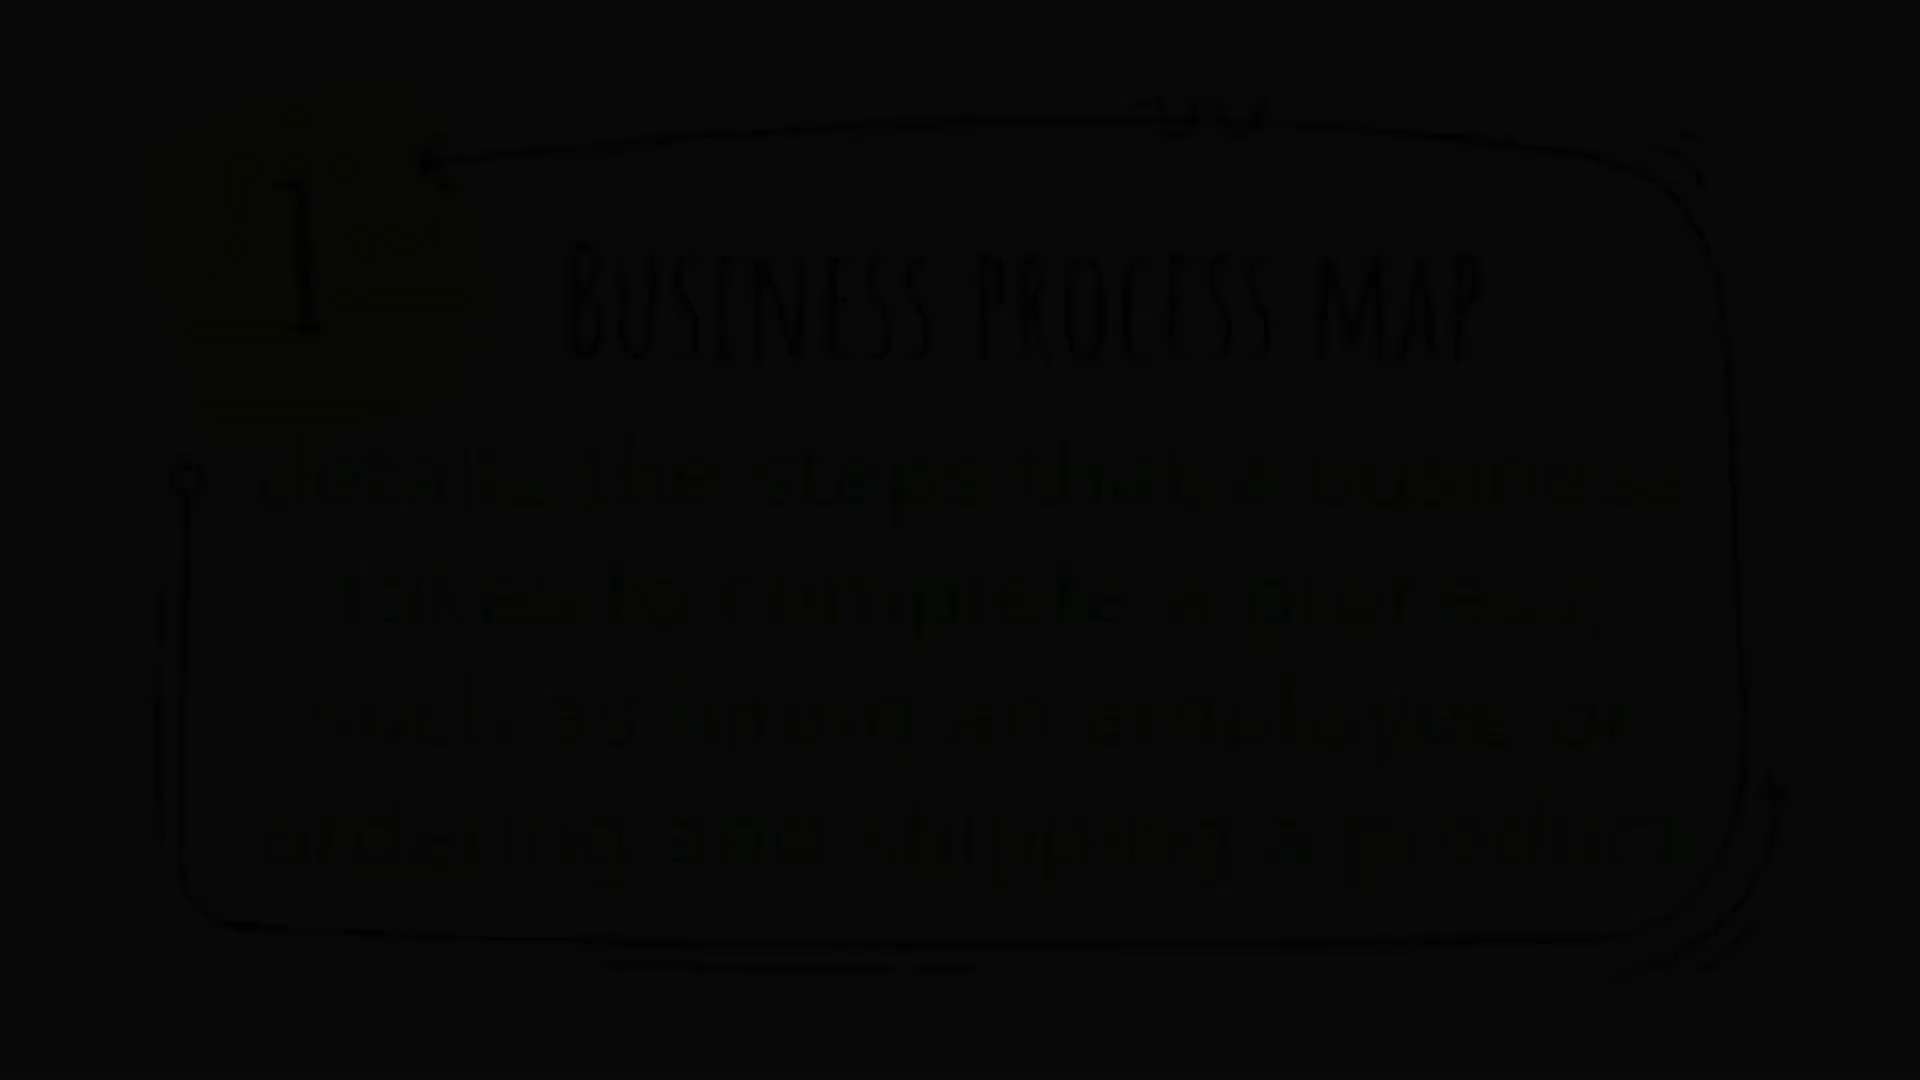 1
Business process map
details the steps that a business
takes to complete a process,
such as hiring an employee or
ordering and shipping a product